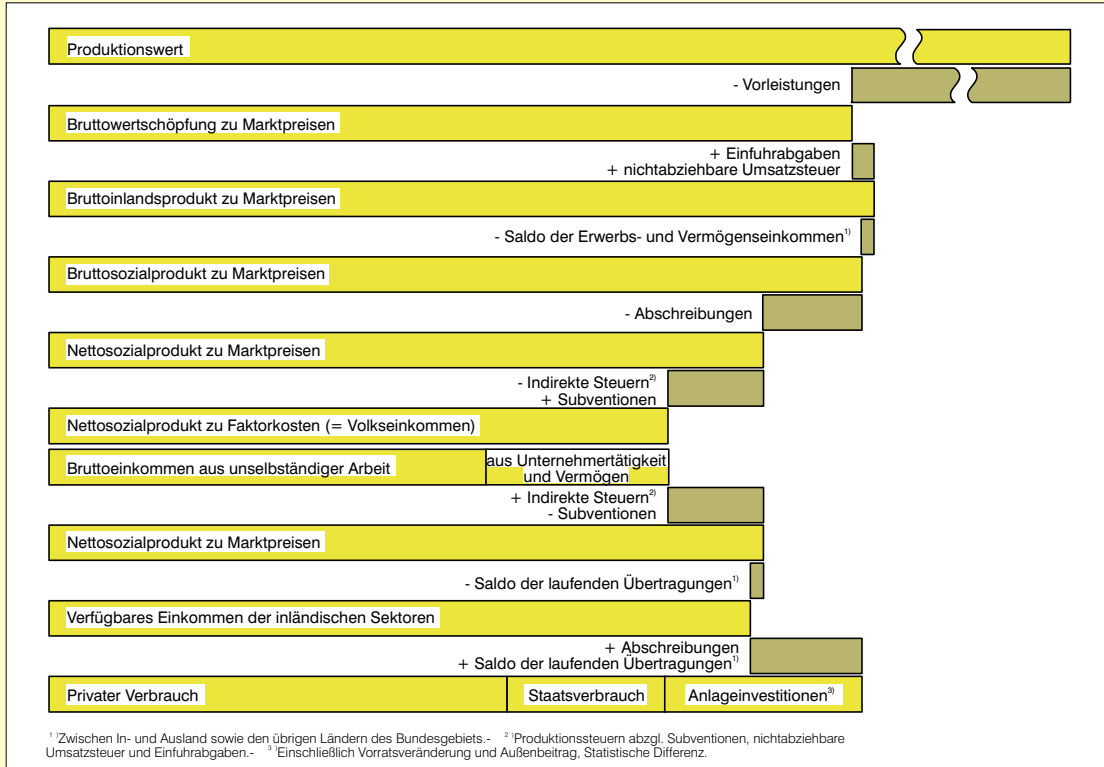 Produktionswert
- Vorleistungen
Bruttowertschöpfung zu Marktpreisen
+ Einfuhrabgaben
+ nichtabziehbare Umsatzsteuer
Bruttoinlandsprodukt zu Marktpreisen
- Saldo der Erwerbs- und Vermögenseinkommen¹⁾
Bruttosozialprodukt zu Marktpreisen
- Abschreibungen
Nettosozialprodukt zu Marktpreisen
- Indirekte Steuern²⁾
+ Subventionen
Nettosozialprodukt zu Faktorkosten (= Volkseinkommen)
Bruttoeinkommen aus unselbständiger Arbeit
aus Unternehmertätigkeit
und Vermögen
+ Indirekte Steuern²⁾
- Subventionen
Nettosozialprodukt zu Marktpreisen
- Saldo der laufenden Übertragungen¹⁾
Verfügbares Einkommen der inländischen Sektoren
+ Abschreibungen
+ Saldo der laufenden Übertragungen¹⁾
Privater Verbrauch Staatsverbrauch Anlageinvestitionen³⁾
¹⁾Zwischen In- und Ausland sowie den übrigen Ländern des Bundesgebiets.- ²⁾Produktionssteuern abzgl. Subventionen, nichtabziehbare
Umsatzsteuer und Einfuhrabgaben.- ³⁾Einschließlich Vorratsveränderung und Außenbeitrag, Statistische Differenz.